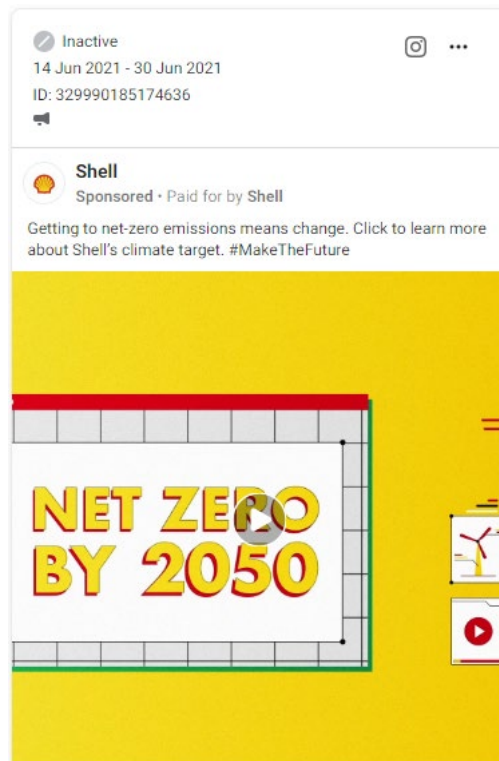 Inactive
14 Jun 2021 - 30 Jun 2021
ID: 329990185174636
Shell
Sponsored • Paid for by Shell
Getting to net-zero emissions means change. Click to learn more
about Shell's climate target. #MakeTheFuture
NET ZERO
BY 2050